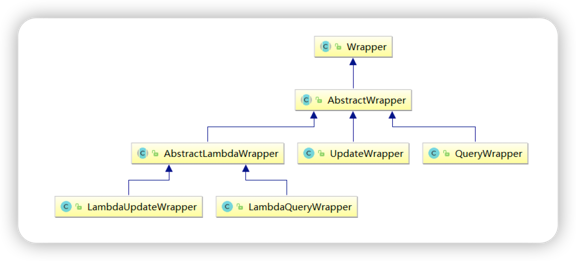 C Wrapper
C AbstractWrapper
C AbstractLambdaWrapper
C UpdateWrapper
C QueryWrapper
C LambdaUpdateWrapper
C LambdaQueryWrapper